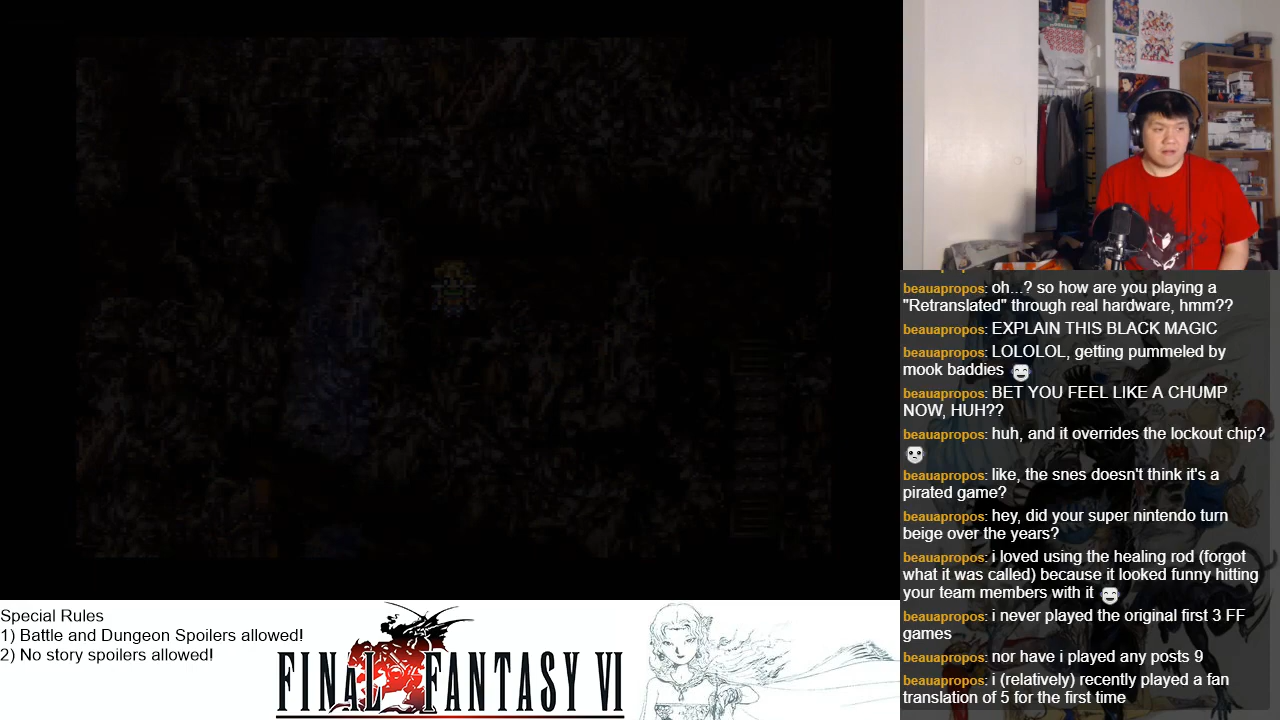 beauapropos: oh...? so how are you playing a
"Retranslated" through real hardware, hmm??
beauapropos: EXPLAIN THIS BLACK MAGIC
beauapropos: LOLOLOL, getting pummeled by
mook baddies
beauapropos: BET YOU FEEL LIKE A CHUMP
NOW, HUH??
beauapropos: huh, and it overrides the lockout chip?
beauapropos: like, the snes doesn't think it's a
pirated game?
beauapropos: hey, did your super nintendo turn
beige over the years?
beauapropos: i loved using the healing rod (forgot
what it was called) because it looked funny hitting
your team members with it
beauapropos: i never played the original first 3 FF
games
beauapropos: nor have i played any posts 9
beauapropos: i (relatively) recently played a fan
translation of 5 for the first time
Special Rules
1) Battle and Dungeon Spoilers allowed!
2) No story spoilers allowed!
FINAL FANTASY VI